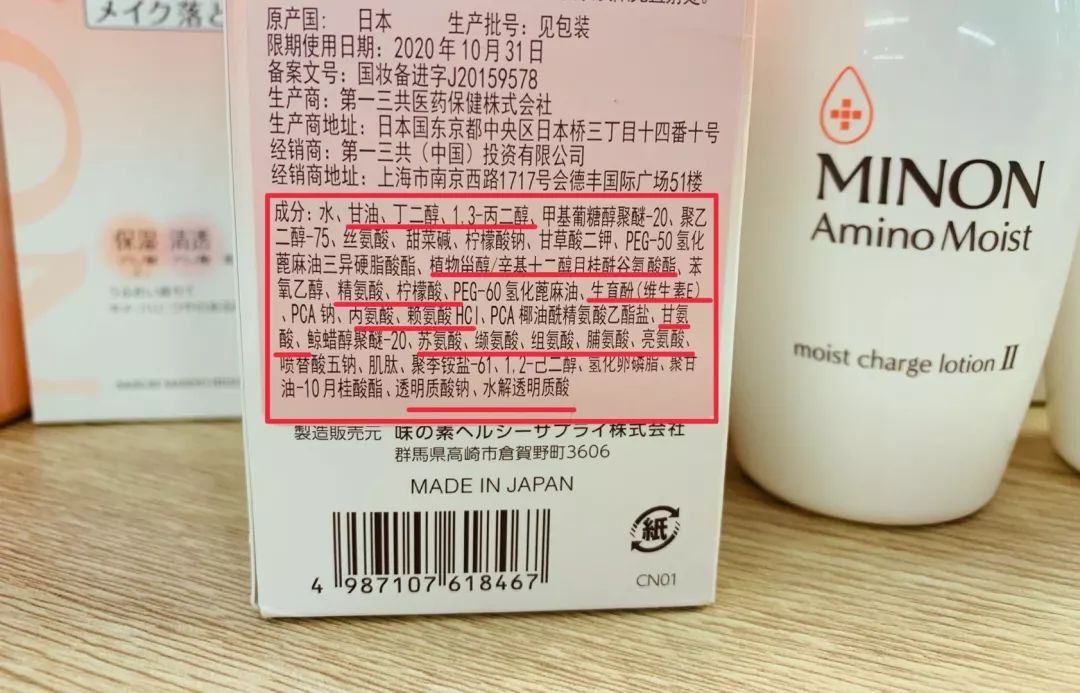 メイク落と
原产国： 日本 生产批号：见包装
限期使用日期：2020年10月31日
备案文号：国妆备进字J20159578
生产商：第一三共医药保健株式会社
生产商地址：日本国东京都中央区日本桥三丁目十四番十号
经销商：第一三共（中国）投资有限公司
经销商地址：上海市南京西路1717号会德丰国际广场51楼
成分：水、甘油、丁二醇、1,3-丙二醇、甲基葡糖醇聚醚-20、聚乙
二醇-75、丝氨酸、甜菜碱、柠檬酸钠、甘草酸二钾、PEG-50氢化
蓖麻油三异硬脂酸酯、植物甾醇/辛基十二醇月桂酰谷氨酸酯、苯
氧乙醇、精氨酸、柠檬酸、PEG-60氢化蓖麻油、生育酚(维生素E)
、PCA钠、丙氨酸、赖氨酸HCl、PCA椰油酰精氨酸乙酯盐、甘氨
酸、鲸蜡醇聚醚-20、苏氨酸、缬氨酸、组氨酸、脯氨酸、亮氨酸、
喷替酸五钠、肌肽、聚季铵盐-61、1,2-己二醇、氢化卵磷脂、聚甘
油-10月桂酸酯、透明质酸钠、水解透明质酸
製造販売元 味の素ヘルシーサプライ株式会社
群馬県高崎市倉賀野町3606
MADE IN JAPAN
紙
4 987107 618467
CN01
保湿 清透
MINON
Amino Moist
moist charge lotion II